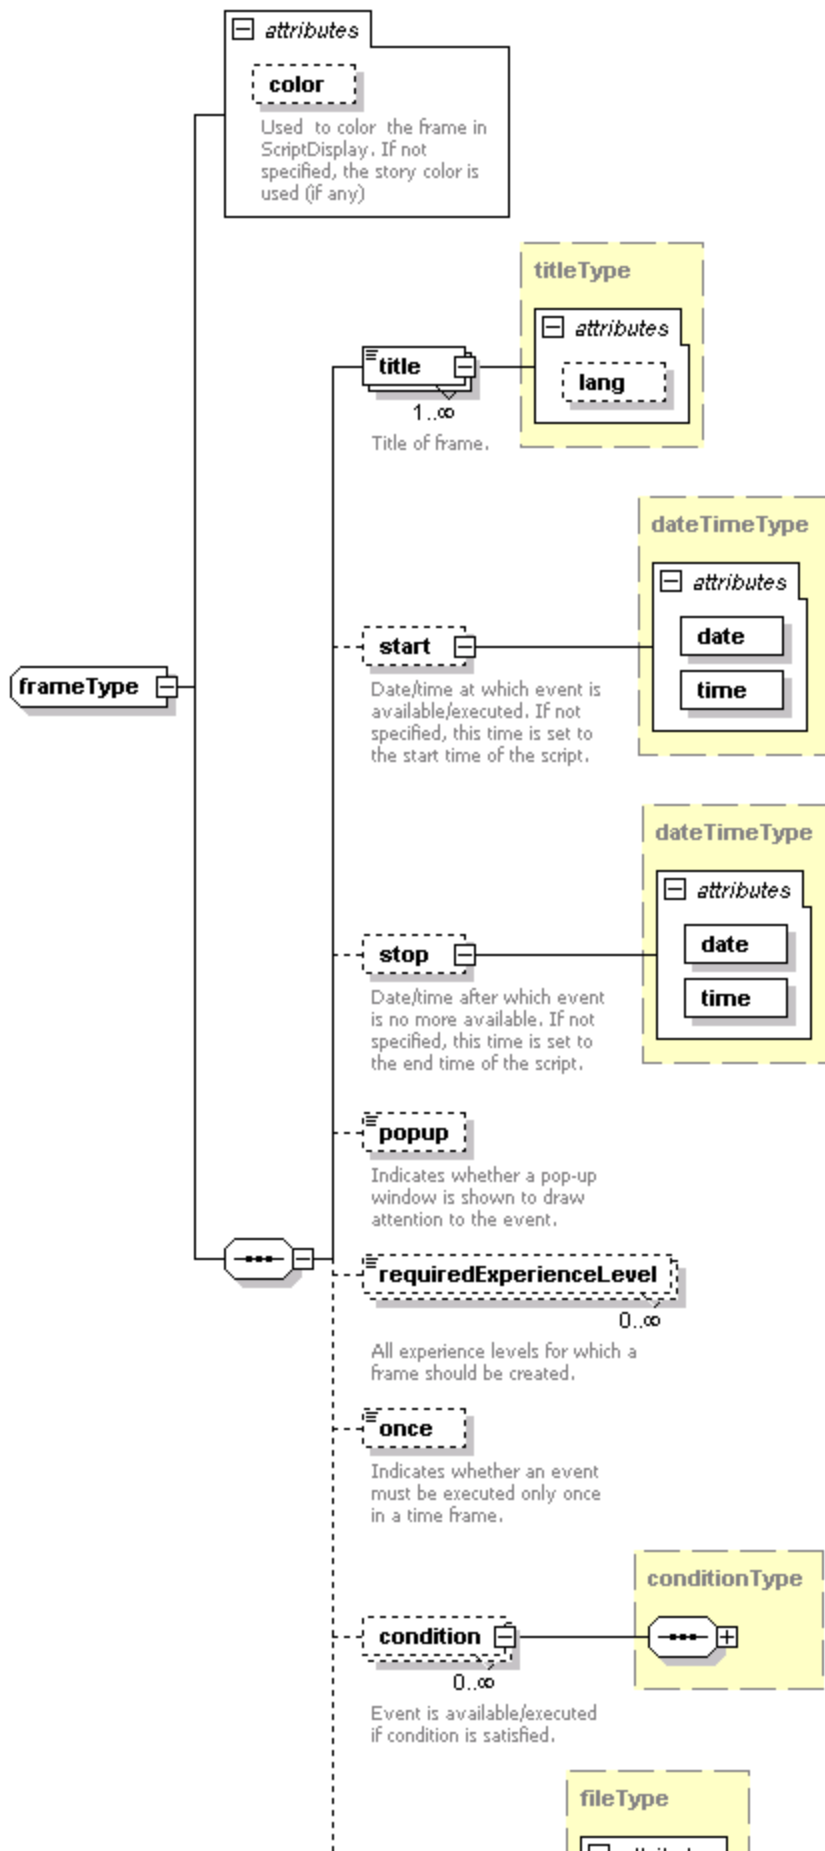 attributes
color
Used to color the frame in
ScriptDisplay. If not
specified, the story color is
used (if any)
titleType
attributes
title
lang
1..∞
Title of frame.
dateTimeType
attributes
date
start
time
frameType
Date/time at which event is
available/executed. If not
specified, this time is set to
the start time of the script.
dateTimeType
attributes
date
stop
time
Date/time after which event
is no more available. If not
specified, this time is set to
the end time of the script.
popup
Indicates whether a pop-up
window is shown to draw
attention to the event.
requiredExperienceLevel
0..∞
All experience levels for which a
frame should be created.
once
Indicates whether an event
must be executed only once
in a time frame.
conditionType
condition
0..∞
Event is available/executed
if condition is satisfied.
fileType